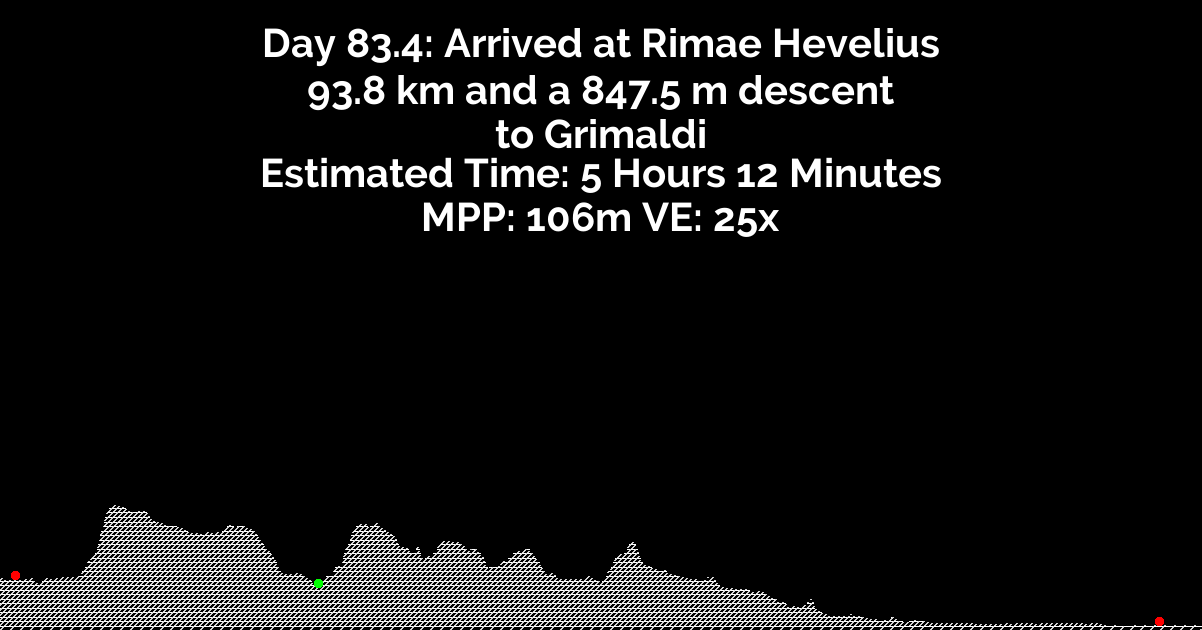 Day 83.4: Arrived at Rimae Hevelius
93.8 km and a 847.5 m descent
to Grimaldi
Estimated Time: 5 Hours 12 Minutes
MPP: 106m VE: 25x